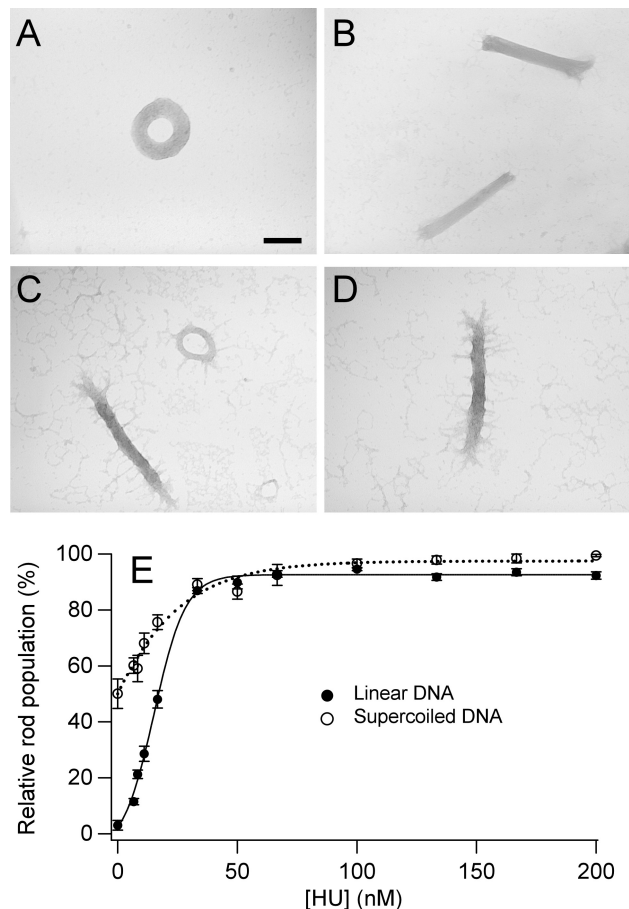 A
B
C
D
E
Relative rod population (%)
100
80
60
40
20
0
Linear DNA
Supercoiled DNA
0
50
100
150
200
[HU] (nM)